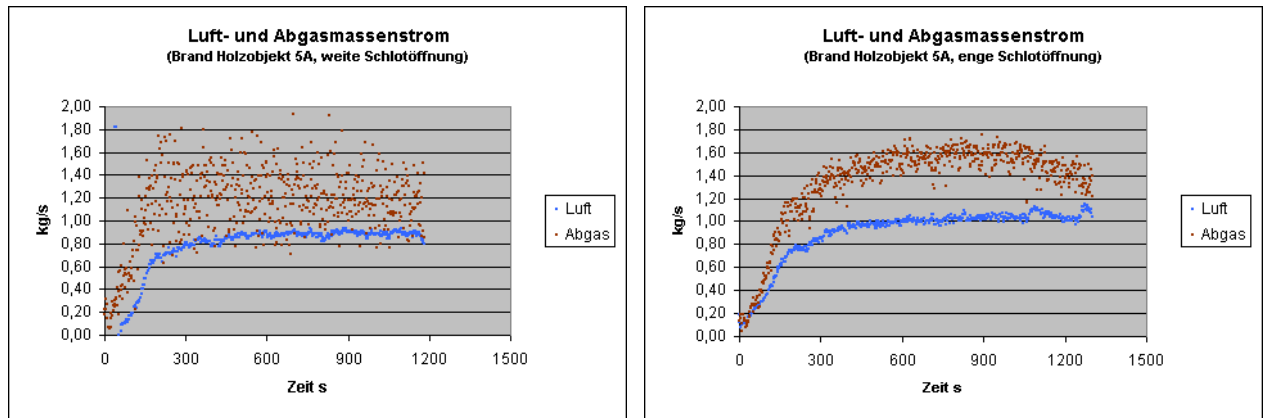 Luft- und Abgasmassenstrom
(Brand Holzobjekt 5A, weite Schlotöffnung)
2,00
1,80
1,60
1,40
1,20
1,00
0,80
0,60
0,40
0,20
0,00
kg/s
0 300 600 900 1200 1500
Zeit s
Luft
Abgas
Luft- und Abgasmassenstrom
(Brand Holzobjekt 5A, enge Schlotöffnung)
2,00
1,80
1,60
1,40
1,20
1,00
0,80
0,60
0,40
0,20
0,00
kg/s
0 300 600 900 1200 1500
Zeit s
Luft
Abgas